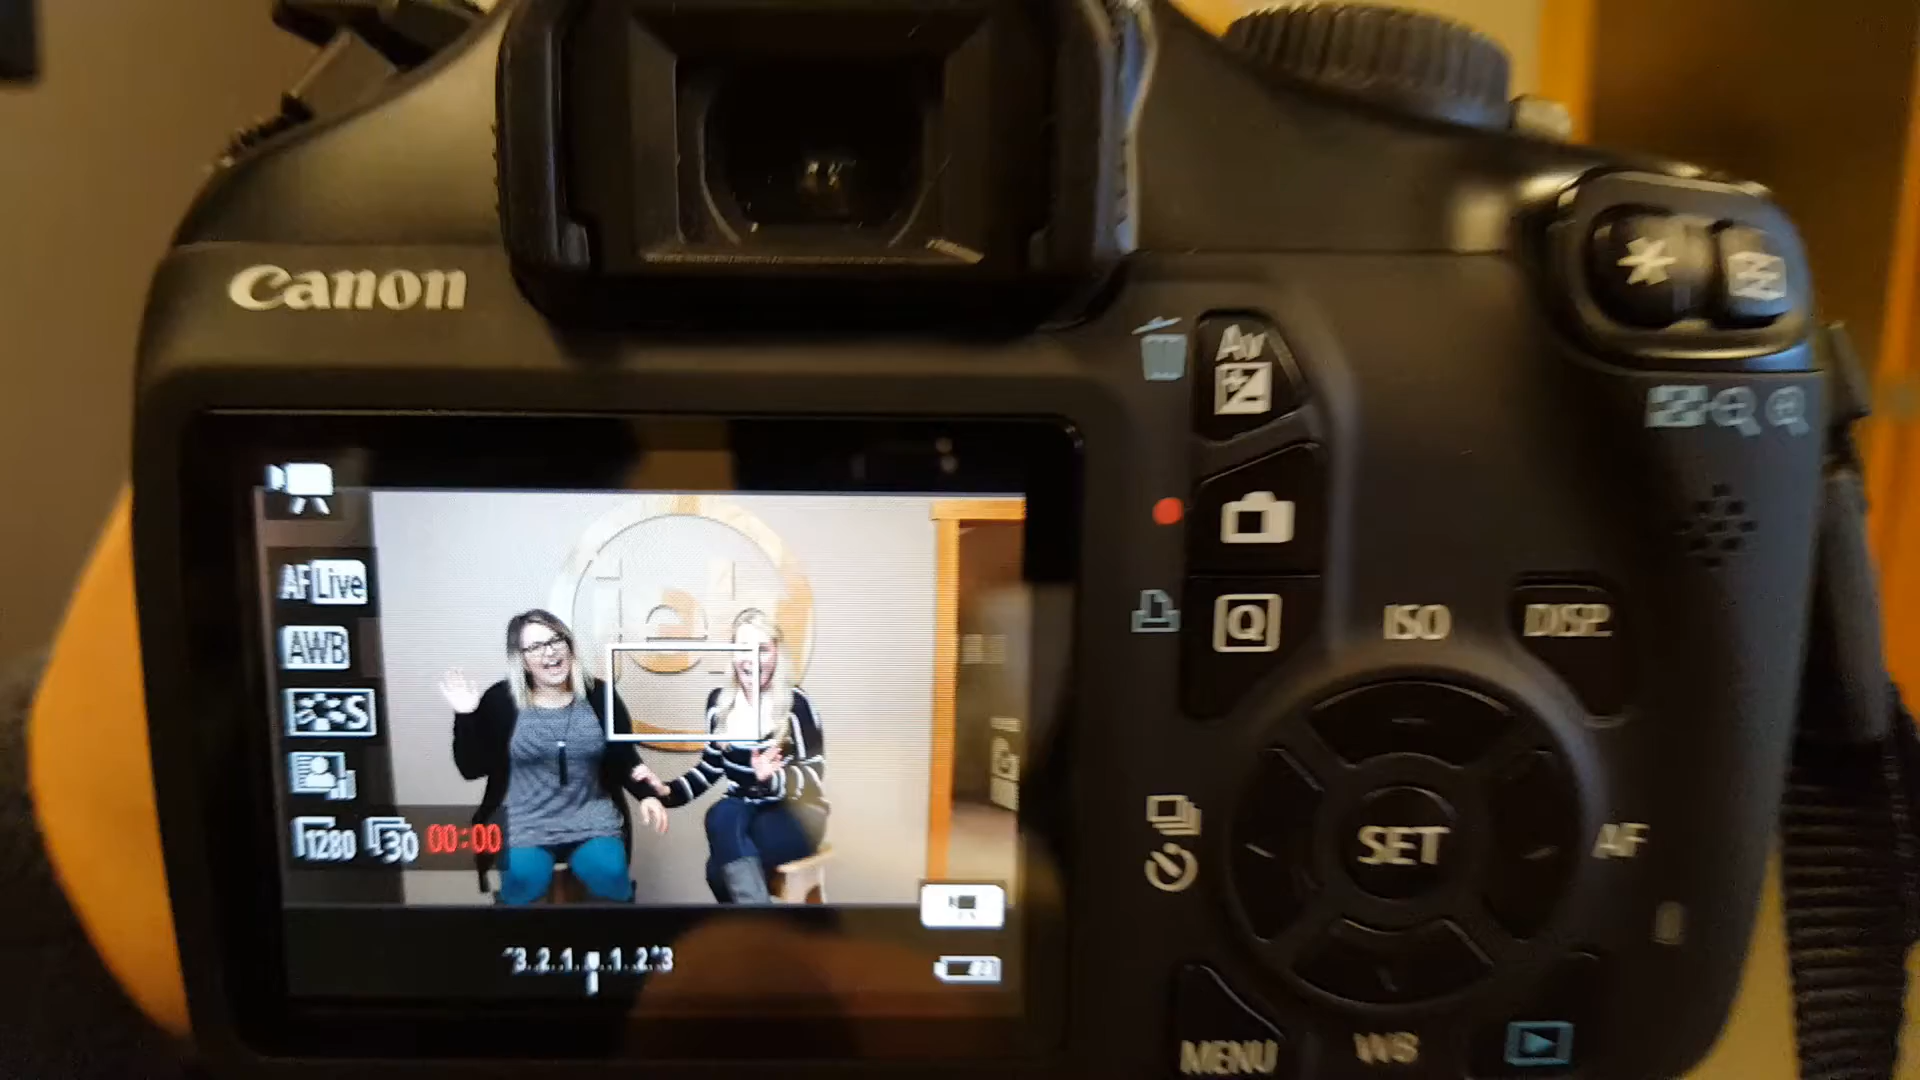 Canon
Av
AF Live
AWB
S
1280 30 00:00
Q
ISO
DISP.
SET
AF
3..2..1....1..2..3
MENU
WB